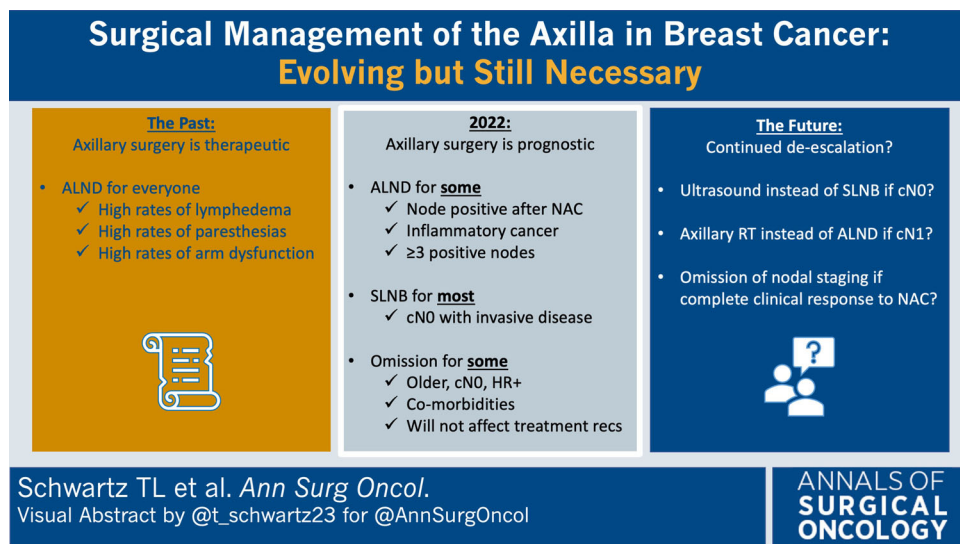 Surgical Management of the Axilla in Breast Cancer:
Evolving but Still Necessary
The Past:
Axillary surgery is therapeutic
• ALND for everyone
✓ High rates of lymphedema
✓ High rates of paresthesias
✓ High rates of arm dysfunction
2022:
Axillary surgery is prognostic
• ALND for some
✓ Node positive after NAC
✓ Inflammatory cancer
✓ ≥3 positive nodes
• SLNB for most
✓ cN0 with invasive disease
• Omission for some
✓ Older, cN0, HR+
✓ Co-morbidities
✓ Will not affect treatment recs
The Future:
Continued de-escalation?
• Ultrasound instead of SLNB if cN0?
• Axillary RT instead of ALND if cN1?
• Omission of nodal staging if
complete clinical response to NAC?
?
Schwartz TL et al. Ann Surg Oncol.
Visual Abstract by @t_schwartz23 for @AnnSurgOncol
ANNALS OF
SURGICAL
ONCOLOGY